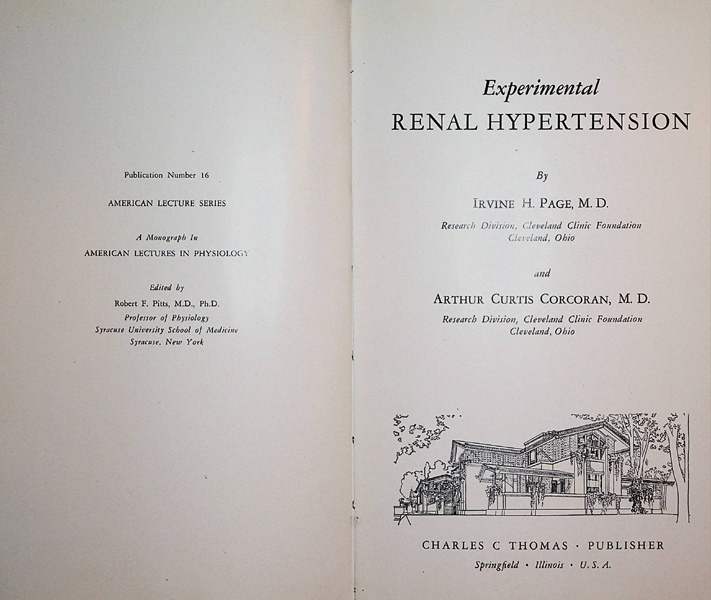 Publication Number 16
AMERICAN LECTURE SERIES
A Monograph In
AMERICAN LECTURES IN PHYSIOLOGY
Edited by
Robert F. Pitts, M.D., Ph.D.
Professor of Physiology
Syracuse University School of Medicine
Syracuse, New York
Experimental
RENAL HYPERTENSION
By
IRVINE H. PAGE, M. D.
Research Division, Cleveland Clinic Foundation
Cleveland, Ohio
and
ARTHUR CURTIS CORCORAN, M. D.
Research Division, Cleveland Clinic Foundation
Cleveland, Ohio
CHARLES C THOMAS · PUBLISHER
Springfield · Illinois · U. S. A.